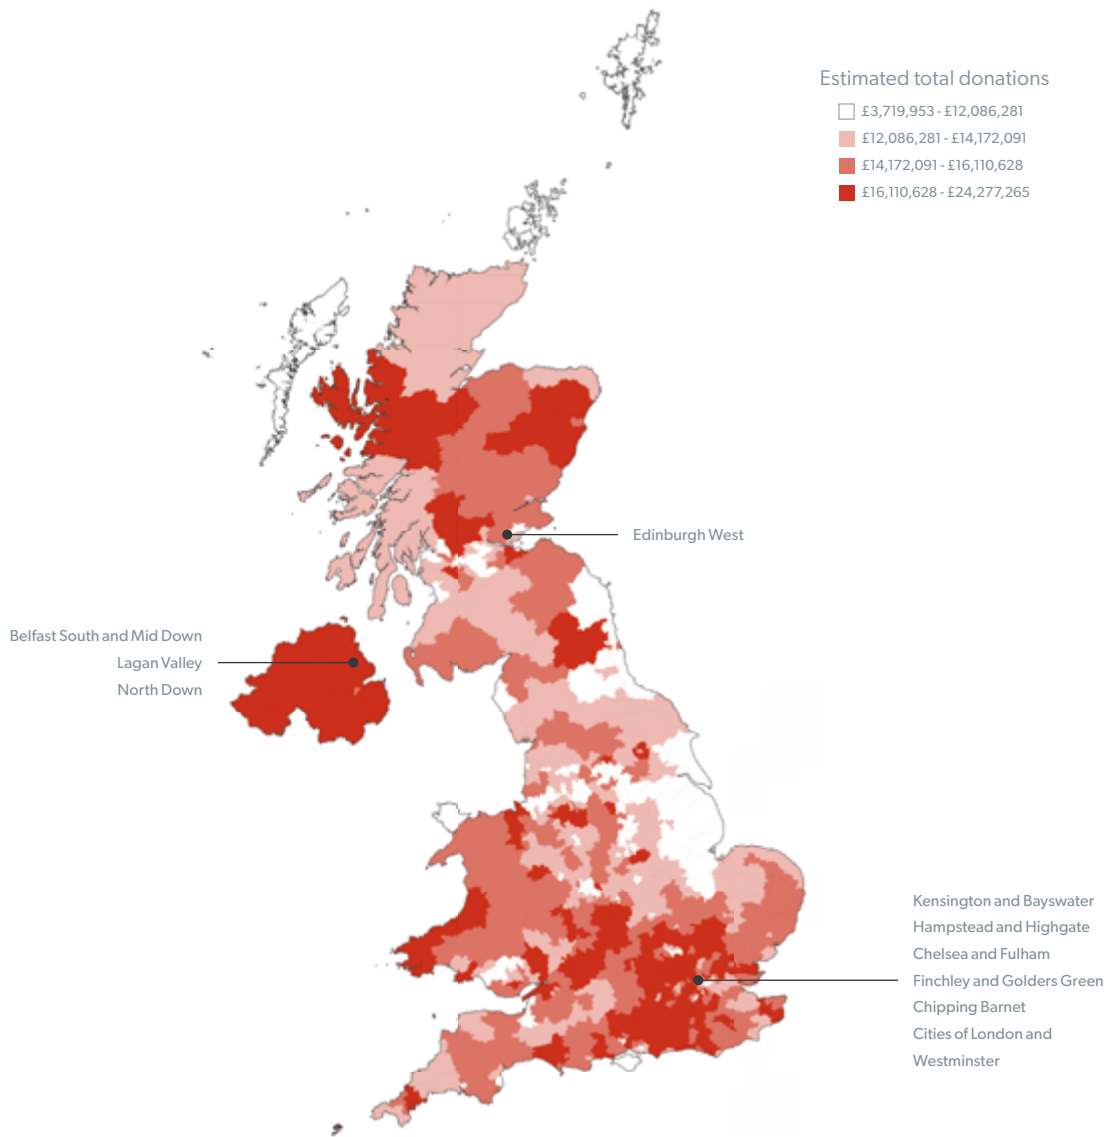 Estimated total donations
£3,719,953 - £12,086,281
£12,086,281 - £14,172,091
£14,172,091 - £16,110,628
£16,110,628 - £24,277,265
Edinburgh West
Belfast South and Mid Down
Lagan Valley
North Down
Kensington and Bayswater
Hampstead and Highgate
Chelsea and Fulham
Finchley and Golders Green
Chipping Barnet
Cities of London and
Westminster